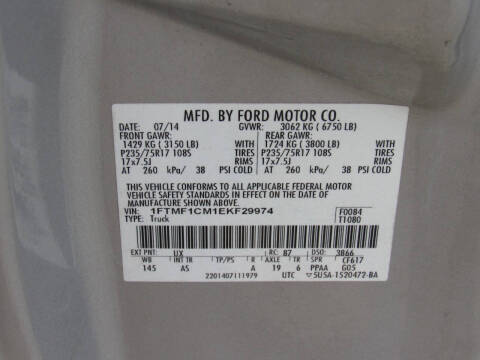 MFD. BY FORD MOTOR CO.
DATE: 07/14 GVWR: 3062 KG ( 6750 LB)
FRONT GAWR: REAR GAWR:
1429 KG ( 3150 LB) WITH 1724 KG ( 3800 LB) WITH
P235/75R17 108S TIRES P235/75R17 108S TIRES
17x7.5J RIMS 17x7.5J RIMS
AT 260 kPa/ 38 PSI COLD AT 260 kPa/ 38 PSI COLD
THIS VEHICLE CONFORMS TO ALL APPLICABLE FEDERAL MOTOR
VEHICLE SAFETY STANDARDS IN EFFECT ON THE DATE OF
MANUFACTURE SHOWN ABOVE.
VIN: 1FTMF1CM1EKF29974 F0084
TYPE: Truck T1080
EXT PNT: UX RC: 87 DSO: 3866
WB INT TR TP/PS R AXLE TR SPR CF617
145 AS A 19 6 PPAA GD5
2201407111979 UTC ▽5U5A-1520472-BA